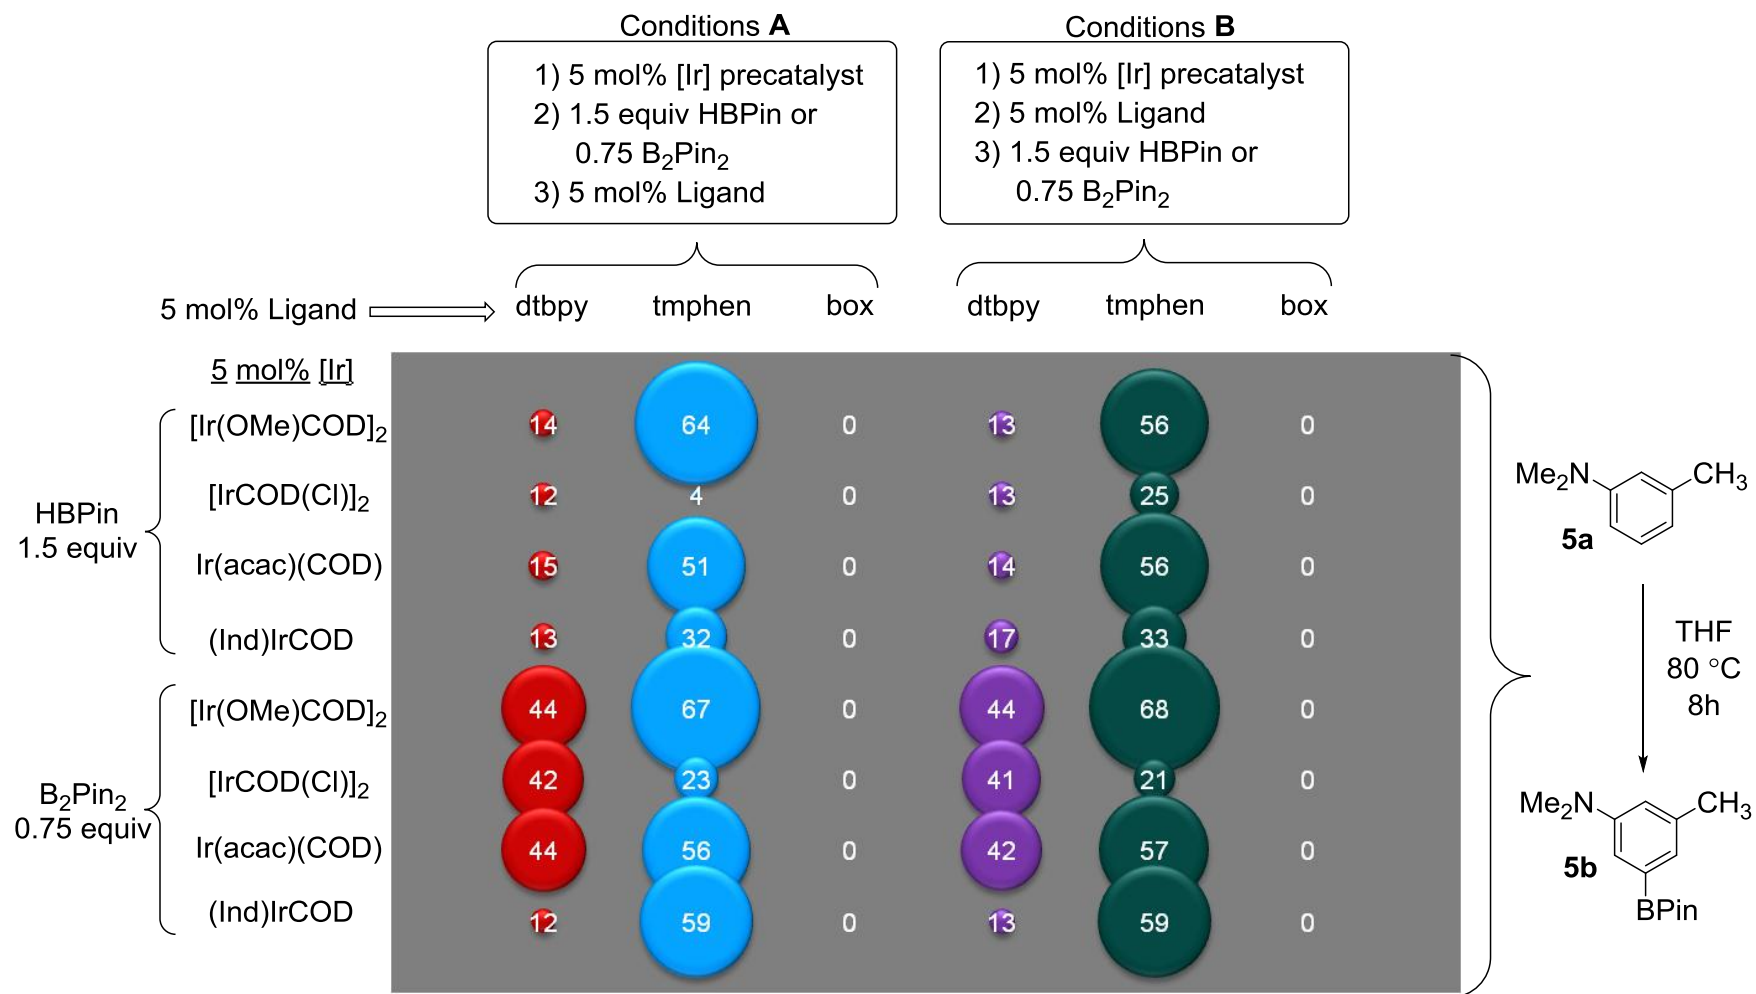 Conditions A
1) 5 mol% [Ir] precatalyst
2) 1.5 equiv HBPin or
0.75 B2Pin2
3) 5 mol% Ligand
Conditions B
1) 5 mol% [Ir] precatalyst
2) 5 mol% Ligand
3) 1.5 equiv HBPin or
0.75 B2Pin2
5 mol% Ligand dtbpy tmphen box dtbpy tmphen box
5 mol% [Ir]
HBPin
1.5 equiv
[Ir(OMe)COD]2 14 64 0 13 56 0
[IrCOD(Cl)]2 12 4 0 13 25 0
Ir(acac)(COD) 15 51 0 14 56 0
(Ind)IrCOD 13 32 0 17 33 0
B2Pin2
0.75 equiv
[Ir(OMe)COD]2 44 67 0 44 68 0
[IrCOD(Cl)]2 42 23 0 41 21 0
Ir(acac)(COD) 44 56 0 42 57 0
(Ind)IrCOD 12 59 0 13 59 0
Me2N CH3
5a
THF
80 °C
8h
Me2N CH3
5b
BPin